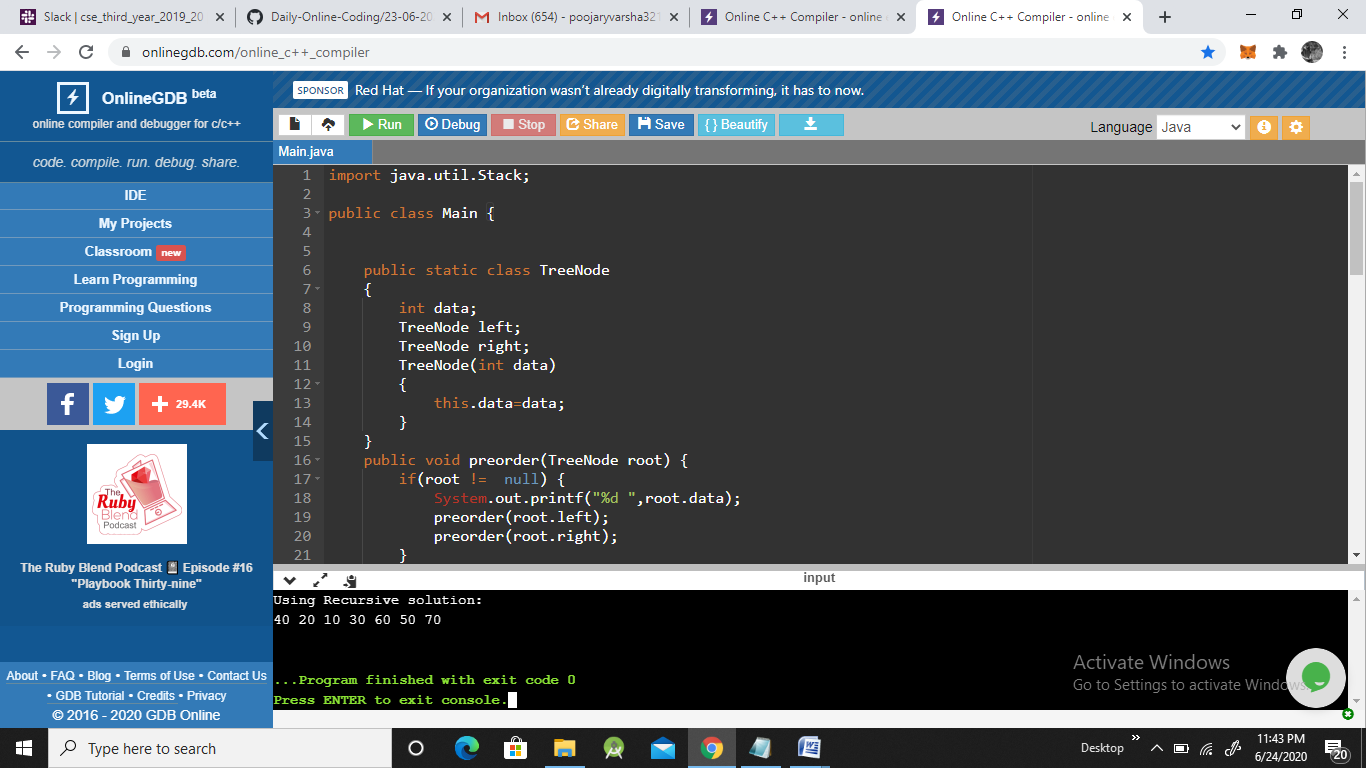 Slack | cse_third_year_2019_20
Daily-Online-Coding/23-06-20
Inbox (654) - poojaryvarsha321
Online C++ Compiler - online
Online C++ Compiler - online
onlinegdb.com/online_c++_compiler
OnlineGDB beta
online compiler and debugger for c/c++
code. compile. run. debug. share.
IDE
My Projects
Classroom new
Learn Programming
Programming Questions
Sign Up
Login
f
29.4K
The
Ruby
Blend
Podcast
The Ruby Blend Podcast Episode #16
"Playbook Thirty-nine"
ads served ethically
About • FAQ • Blog • Terms of Use • Contact Us
• GDB Tutorial • Credits • Privacy
© 2016 - 2020 GDB Online
SPONSOR Red Hat — If your organization wasn't already digitally transforming, it has to now.
Run Debug Stop Share Save { } Beautify
Language Java
Main.java
1 import java.util.Stack;
2
3 public class Main {
4
5
6 public static class TreeNode
7 {
8 int data;
9 TreeNode left;
10 TreeNode right;
11 TreeNode(int data)
12 {
13 this.data=data;
14 }
15 }
16 public void preorder(TreeNode root) {
17 if(root !=  null) {
18 System.out.printf("%d ",root.data);
19 preorder(root.left);
20 preorder(root.right);
21 }
input
Using Recursive solution:
40 20 10 30 60 50 70
...Program finished with exit code 0
Press ENTER to exit console.
Activate Windows
Go to Settings to activate Windows.
Type here to search
Desktop
11:43 PM
6/24/2020
20